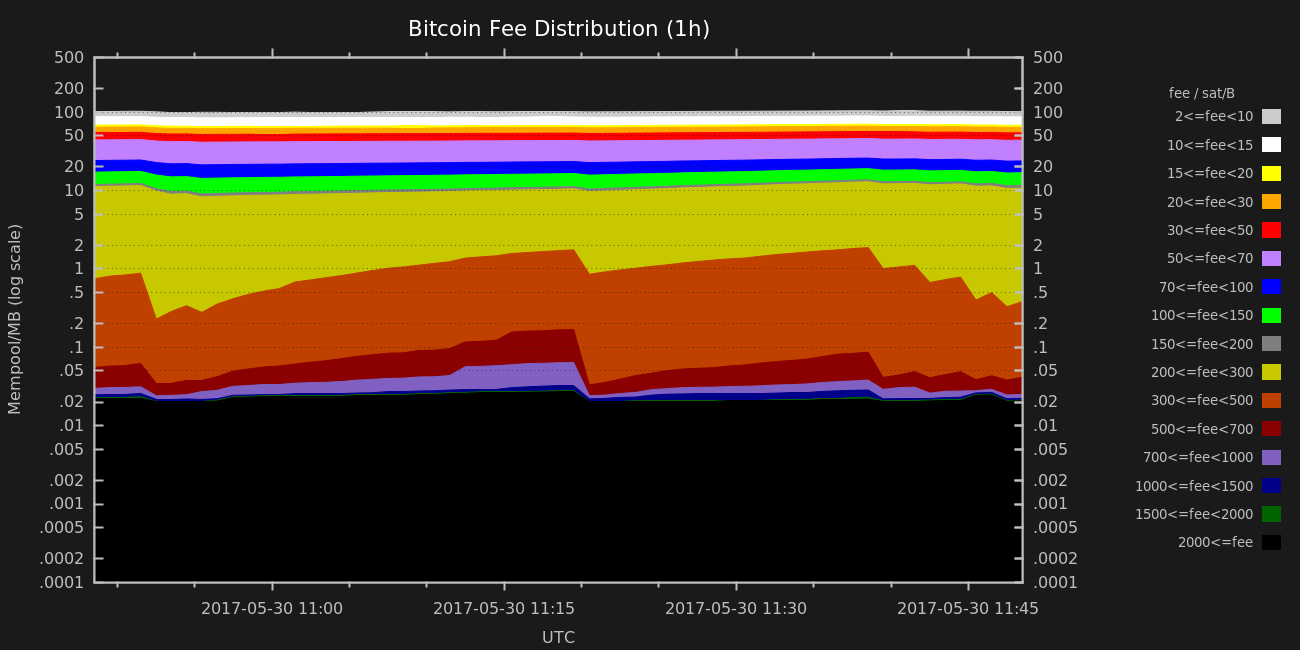 Bitcoin Fee Distribution (1h)
500 500
200 200
100 100
50 50
20 20
10 10
5 5
2 2
1 1
.5 .5
.2 .2
.1 .1
.05 .05
.02 .02
.01 .01
.005 .005
.002 .002
.001 .001
.0005 .0005
.0002 .0002
.0001 .0001
Mempool/MB (log scale)
2017-05-30 11:00 2017-05-30 11:15 2017-05-30 11:30 2017-05-30 11:45
UTC
fee / sat/B
2<=fee<10
10<=fee<15
15<=fee<20
20<=fee<30
30<=fee<50
50<=fee<70
70<=fee<100
100<=fee<150
150<=fee<200
200<=fee<300
300<=fee<500
500<=fee<700
700<=fee<1000
1000<=fee<1500
1500<=fee<2000
2000<=fee